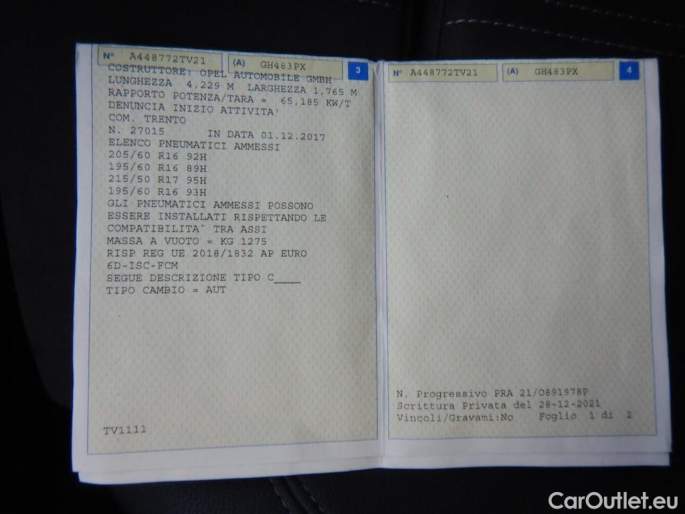 N° A448772TV21 (A) GH483PX 3
COSTRUTTORE: OPEL AUTOMOBILE GMBH
LUNGHEZZA 4,229 M LARGHEZZA 1,765 M
RAPPORTO POTENZA/TARA = 65,185 KW/T
DENUNCIA INIZIO ATTIVITA'
COM. TRENTO
N. 27015 IN DATA 01.12.2017
ELENCO PNEUMATICI AMMESSI
205/60 R16 92H
195/60 R16 89H
215/50 R17 95H
195/60 R16 93H
GLI PNEUMATICI AMMESSI POSSONO
ESSERE INSTALLATI RISPETTANDO LE
COMPATIBILITA' TRA ASSI
MASSA A VUOTO = KG 1275
RISP REG UE 2018/1832 AP EURO
6D-ISC-FCM
SEGUE DESCRIZIONE TIPO C____
TIPO CAMBIO = AUT
TV1111
N° A448772TV21 (A) GH483PX 4
N. Progressivo PRA 21/O891978P
Scrittura Privata del 28-12-2021
Vincoli/Gravami:No Foglio 1 di 2
CarOutlet.eu